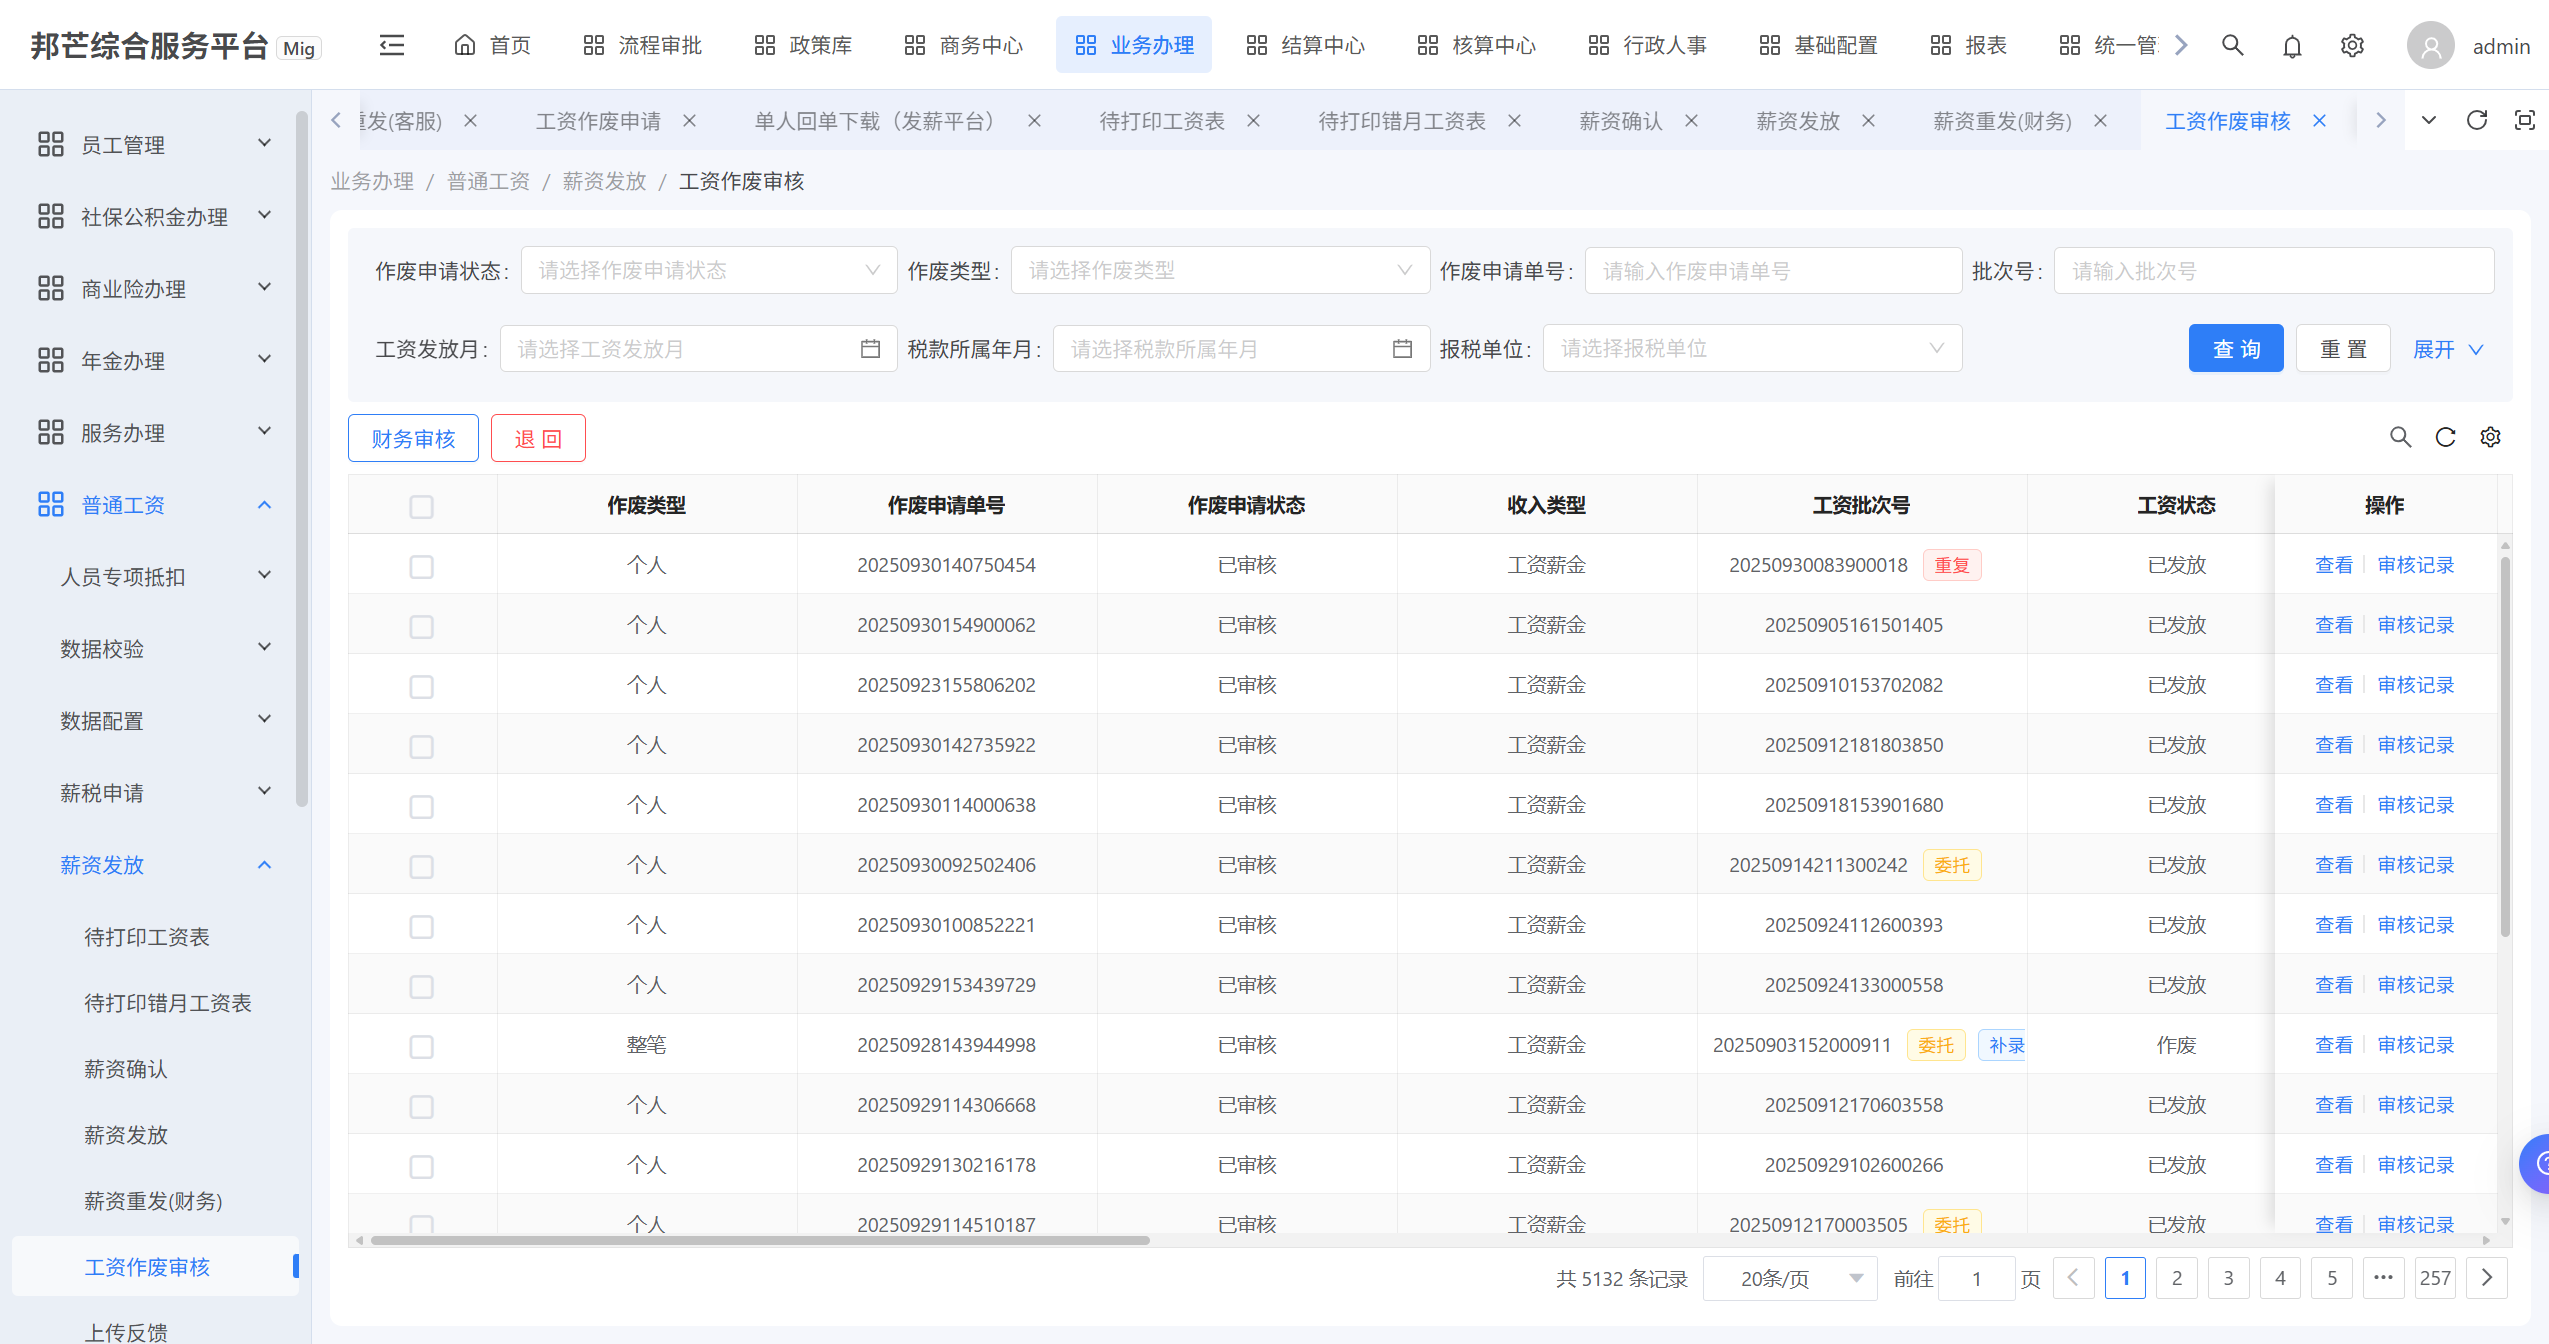 邦芒综合服务平台 Mig 首页 流程审批 政策库 商务中心 业务办理 结算中心 核算中心 行政人事 基础配置 报表 统一管 admin
员工管理
社保公积金办理
商业险办理
年金办理
服务办理
普通工资
人员专项抵扣
数据校验
数据配置
薪税申请
薪资发放
待打印工资表
待打印错月工资表
薪资确认
薪资发放
薪资重发(财务)
工资作废审核
上传反馈
重发(客服) 工资作废申请 单人回单下载（发薪平台） 待打印工资表 待打印错月工资表 薪资确认 薪资发放 薪资重发(财务) 工资作废审核
业务办理 / 普通工资 / 薪资发放 / 工资作废审核
作废申请状态: 请选择作废申请状态 作废类型: 请选择作废类型 作废申请单号: 请输入作废申请单号 批次号: 请输入批次号
工资发放月: 请选择工资发放月 税款所属年月: 请选择税款所属年月 报税单位: 请选择报税单位 查询 重置 展开
财务审核 退回
作废类型 作废申请单号 作废申请状态 收入类型 工资批次号 工资状态 操作
个人 20250930140750454 已审核 工资薪金 20250930083900018 重复 已发放 查看 审核记录
个人 20250930154900062 已审核 工资薪金 20250905161501405 已发放 查看 审核记录
个人 20250923155806202 已审核 工资薪金 20250910153702082 已发放 查看 审核记录
个人 20250930142735922 已审核 工资薪金 20250912181803850 已发放 查看 审核记录
个人 20250930114000638 已审核 工资薪金 20250918153901680 已发放 查看 审核记录
个人 20250930092502406 已审核 工资薪金 20250914211300242 委托 已发放 查看 审核记录
个人 20250930100852221 已审核 工资薪金 20250924112600393 已发放 查看 审核记录
个人 20250929153439729 已审核 工资薪金 20250924133000558 已发放 查看 审核记录
整笔 20250928143944998 已审核 工资薪金 20250903152000911 委托 补录 作废 查看 审核记录
个人 20250929114306668 已审核 工资薪金 20250912170603558 已发放 查看 审核记录
个人 20250929130216178 已审核 工资薪金 20250929102600266 已发放 查看 审核记录
个人 20250929114510187 已审核 工资薪金 20250912170003505 委托 已发放 查看 审核记录
共 5132 条记录 20条/页 前往 1 页 1 2 3 4 5 ••• 257